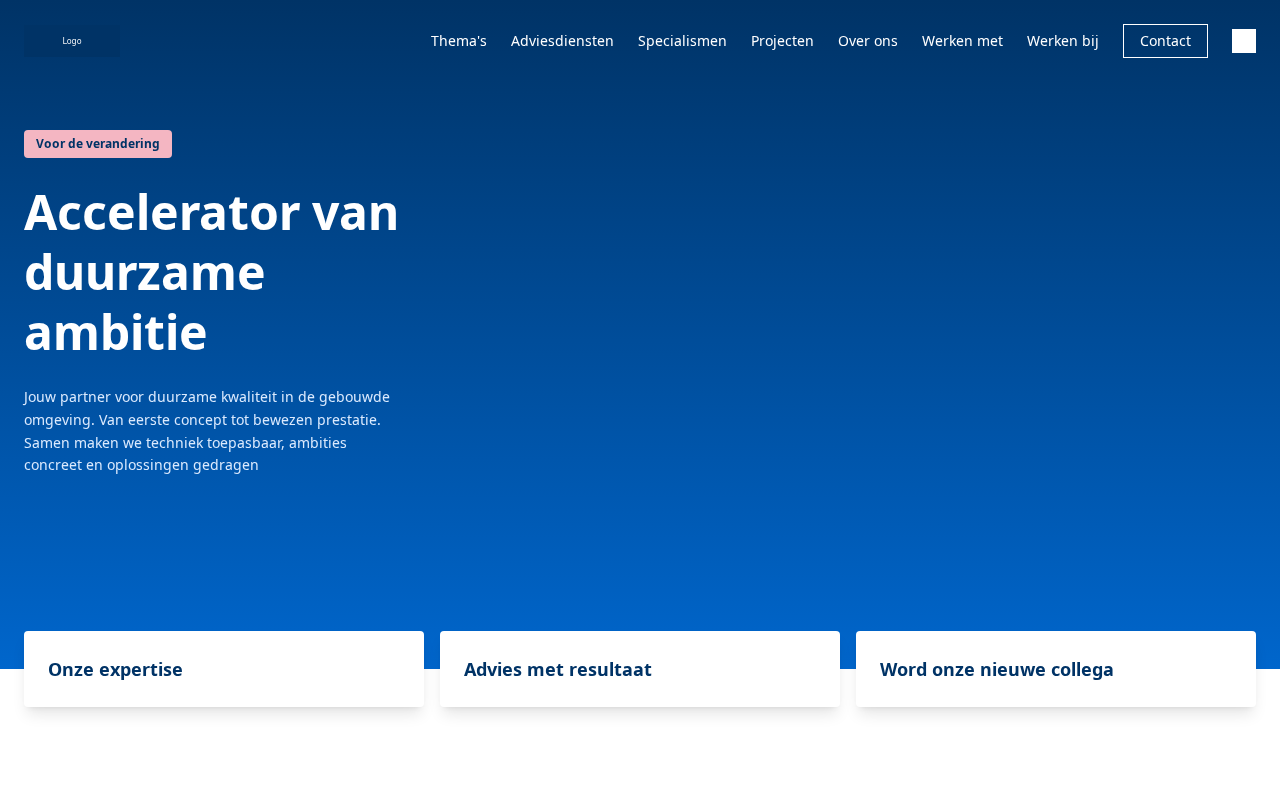 Logo
Thema's
Adviesdiensten
Specialismen
Projecten
Over ons
Werken met
Werken bij
Contact
Voor de verandering
Accelerator van
duurzame
ambitie
Jouw partner voor duurzame kwaliteit in de gebouwde
omgeving. Van eerste concept tot bewezen prestatie.
Samen maken we techniek toepasbaar, ambities
concreet en oplossingen gedragen
Onze expertise
Advies met resultaat
Word onze nieuwe collega